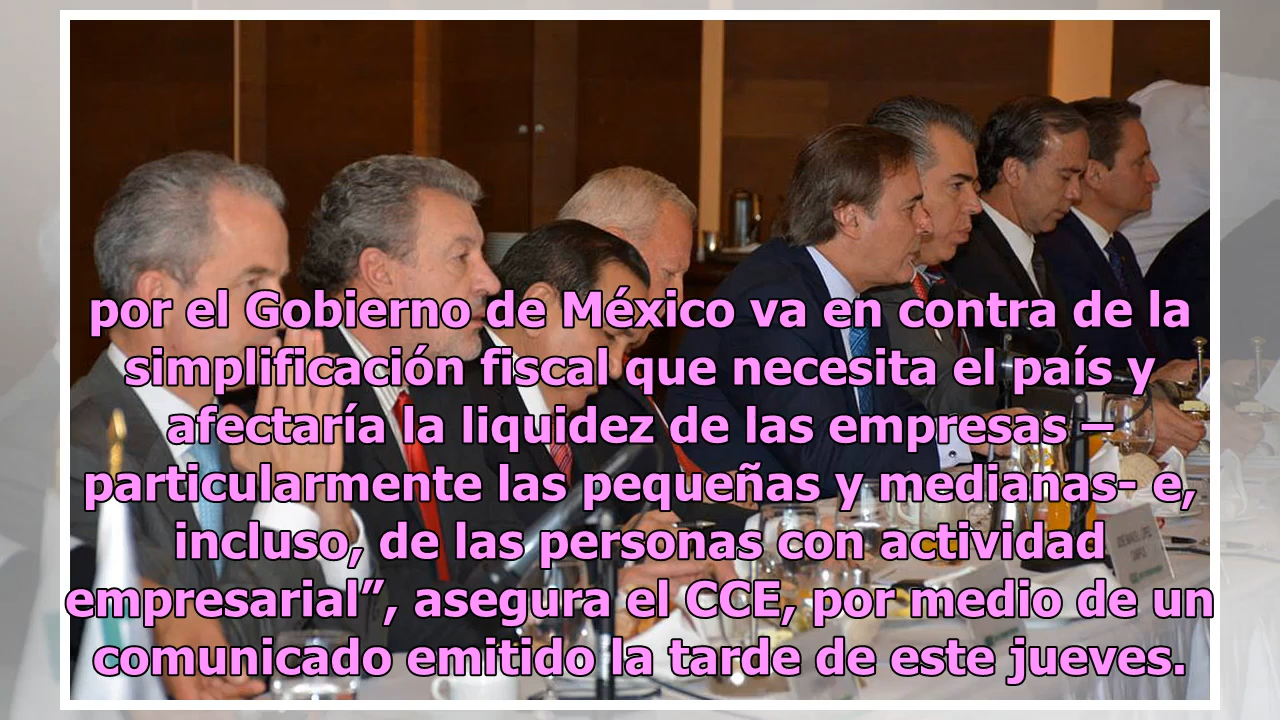 por el Gobierno de México va en contra de la
simplificación fiscal que necesita el país y
afectaría la liquidez de las empresas –
particularmente las pequeñas y medianas- e,
incluso, de las personas con actividad
empresarial”, asegura el CCE, por medio de un
comunicado emitido la tarde de este jueves.